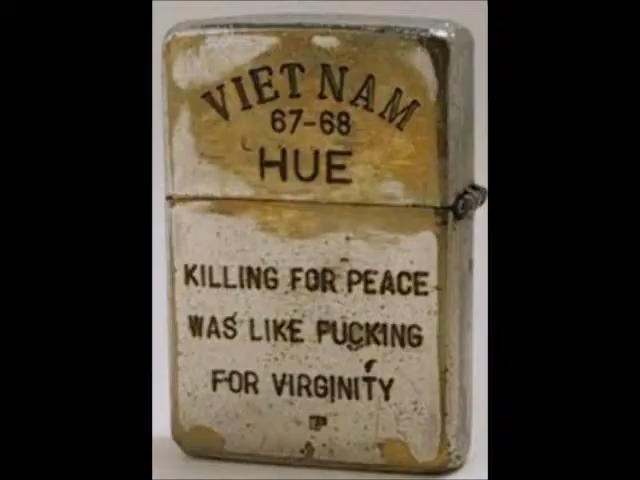 VIETNAM
67-68
HUE
KILLING FOR PEACE
WAS LIKE FUCKING
FOR VIRGINITY